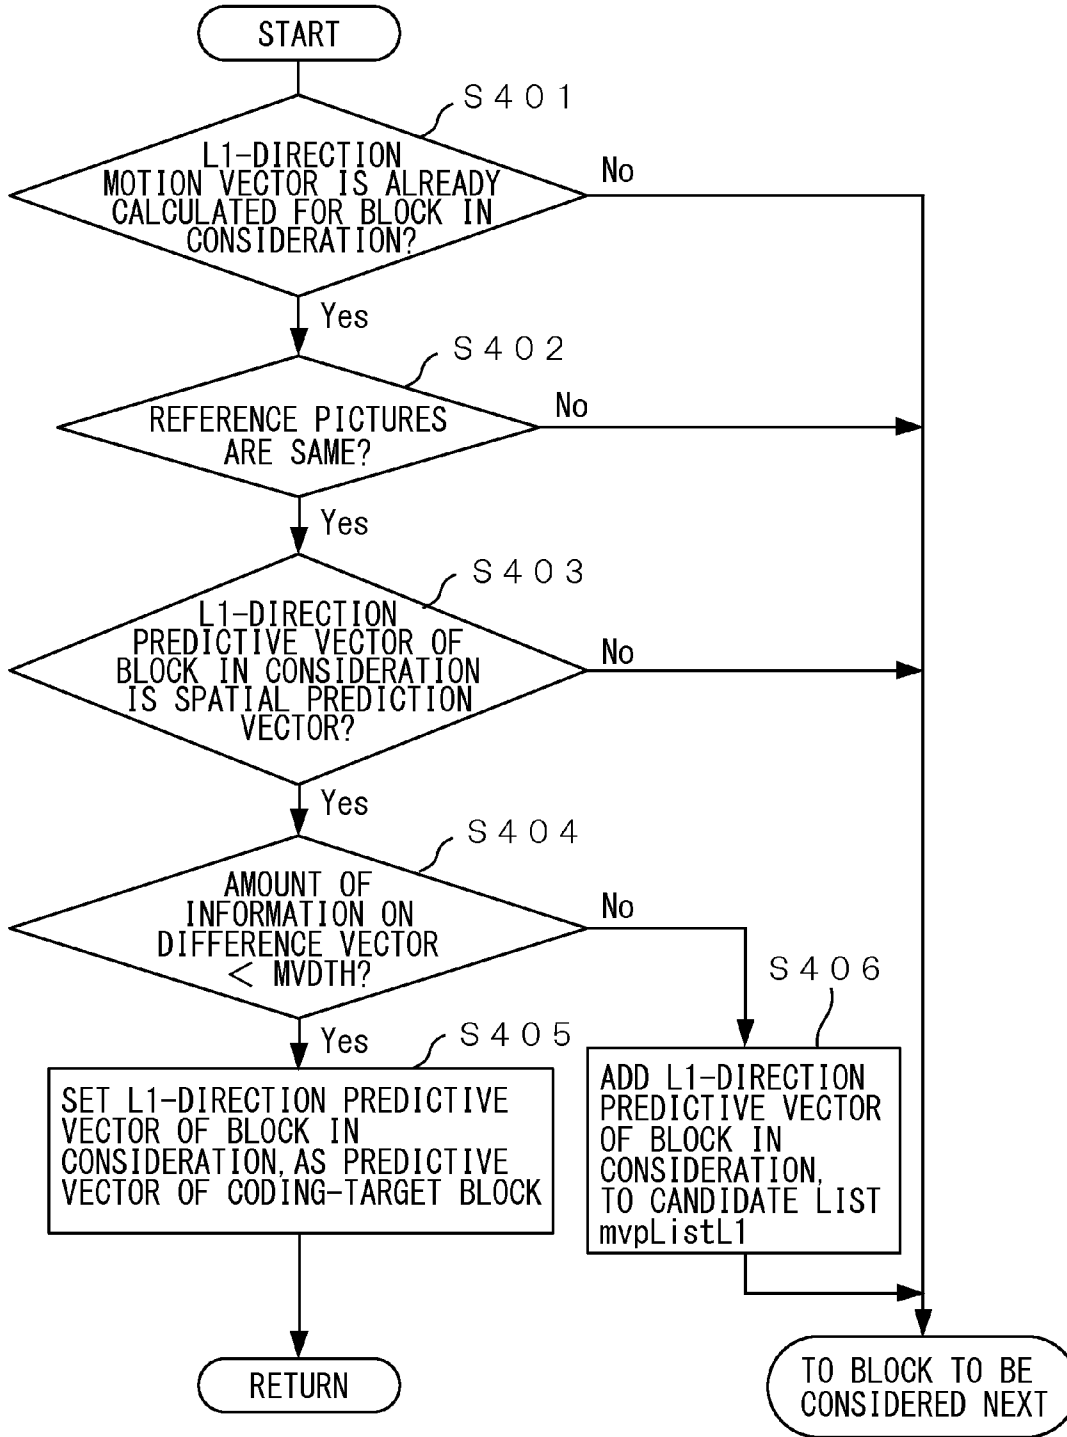 START
S401
L1-DIRECTION
MOTION VECTOR IS ALREADY
CALCULATED FOR BLOCK IN
CONSIDERATION?
No
Yes
S402
REFERENCE PICTURES
ARE SAME?
No
Yes
S403
L1-DIRECTION
PREDICTIVE VECTOR OF
BLOCK IN CONSIDERATION
IS SPATIAL PREDICTION
VECTOR?
No
Yes
S404
AMOUNT OF
INFORMATION ON
DIFFERENCE VECTOR
< MVDTH?
No
Yes
S405
SET L1-DIRECTION PREDICTIVE
VECTOR OF BLOCK IN
CONSIDERATION, AS PREDICTIVE
VECTOR OF CODING-TARGET BLOCK
S406
ADD L1-DIRECTION
PREDICTIVE VECTOR
OF BLOCK IN
CONSIDERATION,
TO CANDIDATE LIST
mvpListL1
RETURN
TO BLOCK TO BE
CONSIDERED NEXT